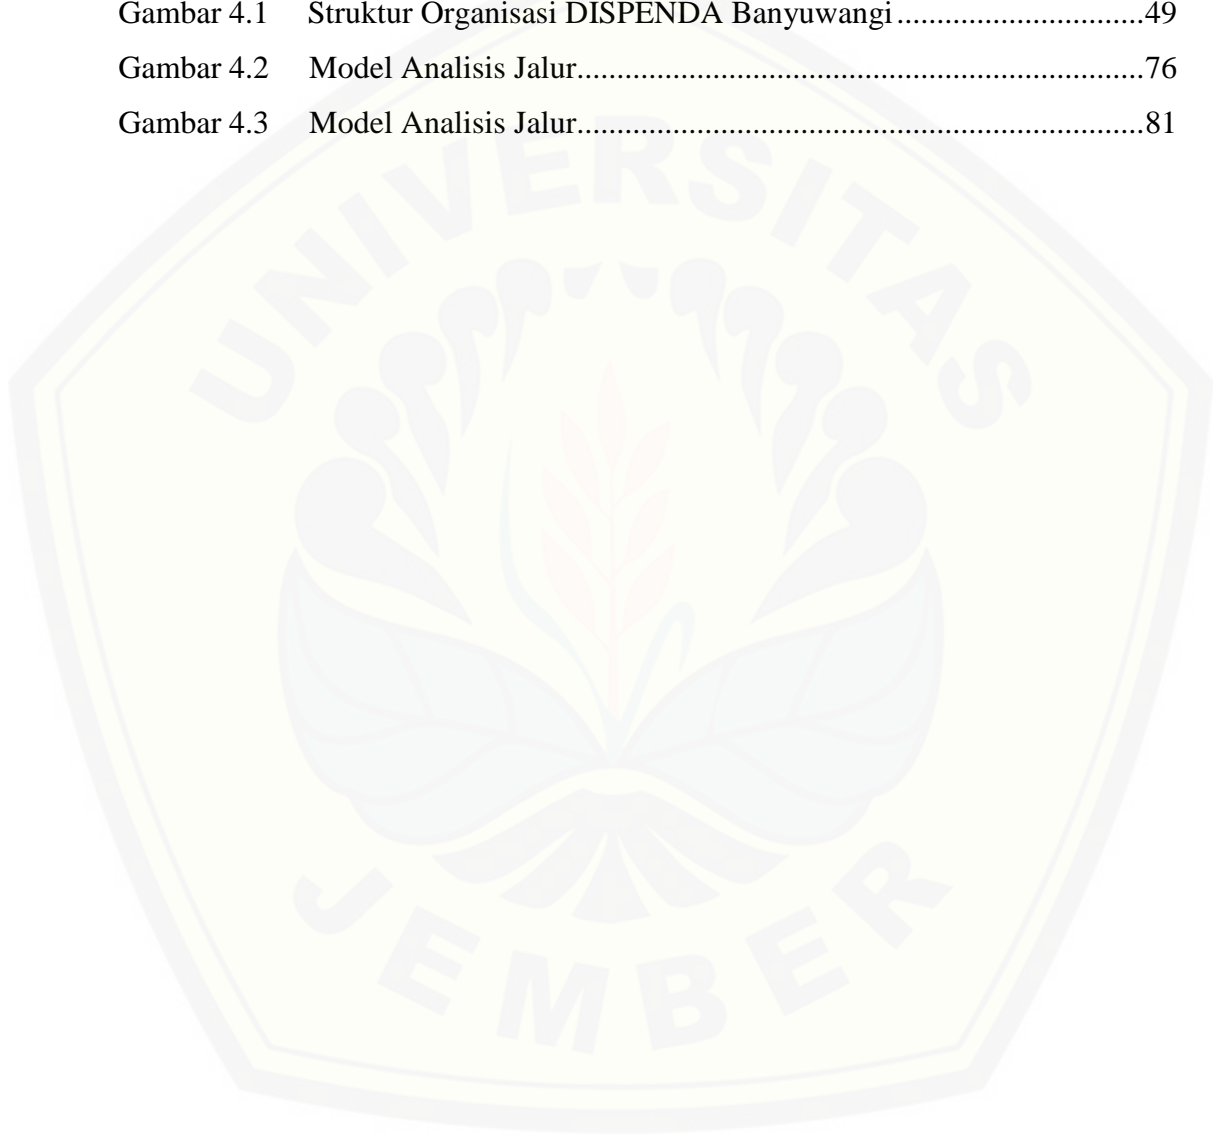 Gambar 4.1 Struktur Organisasi DISPENDA Banyuwangi..............................49
Gambar 4.2 Model Analisis Jalur.....................................................................76
Gambar 4.3 Model Analisis Jalur.....................................................................81
UNIVERSITAS
JEMBER